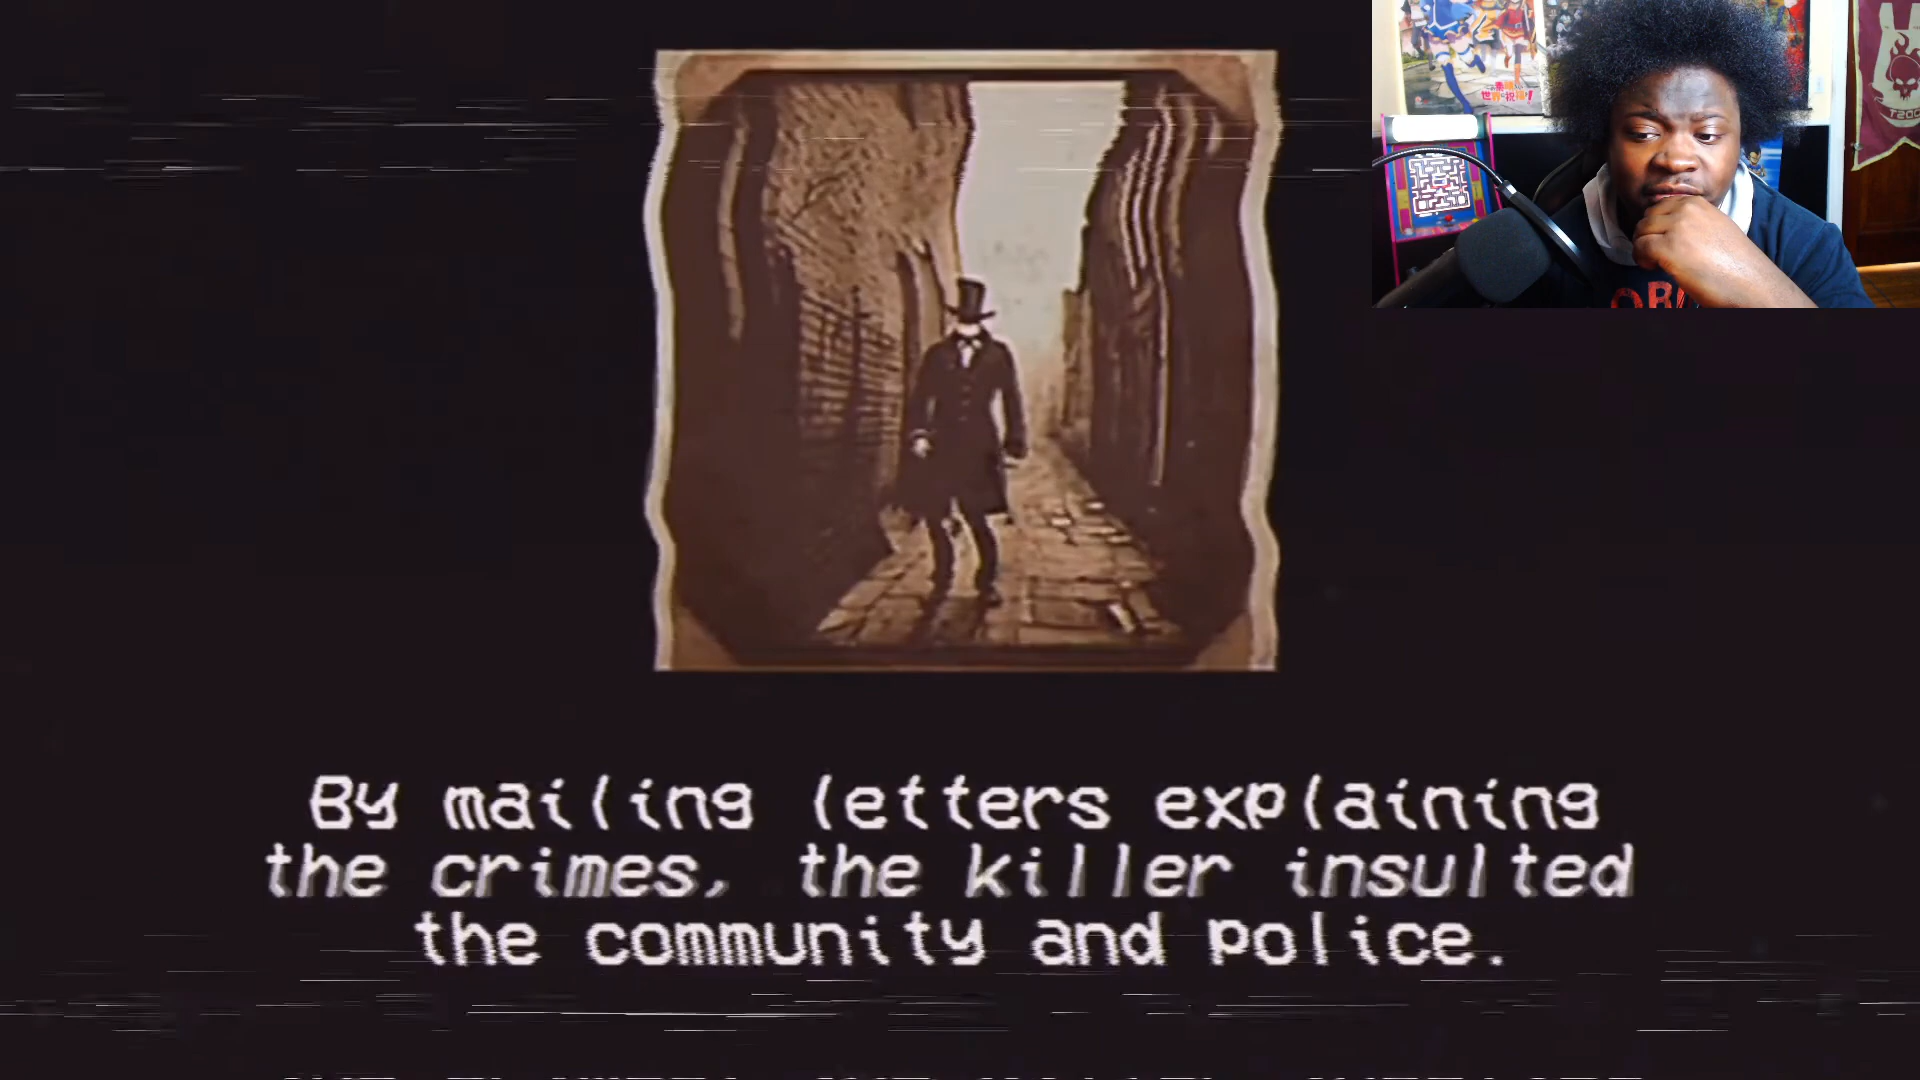 By mailing letters explaining
the crimes, the killer insulted
the community and police.